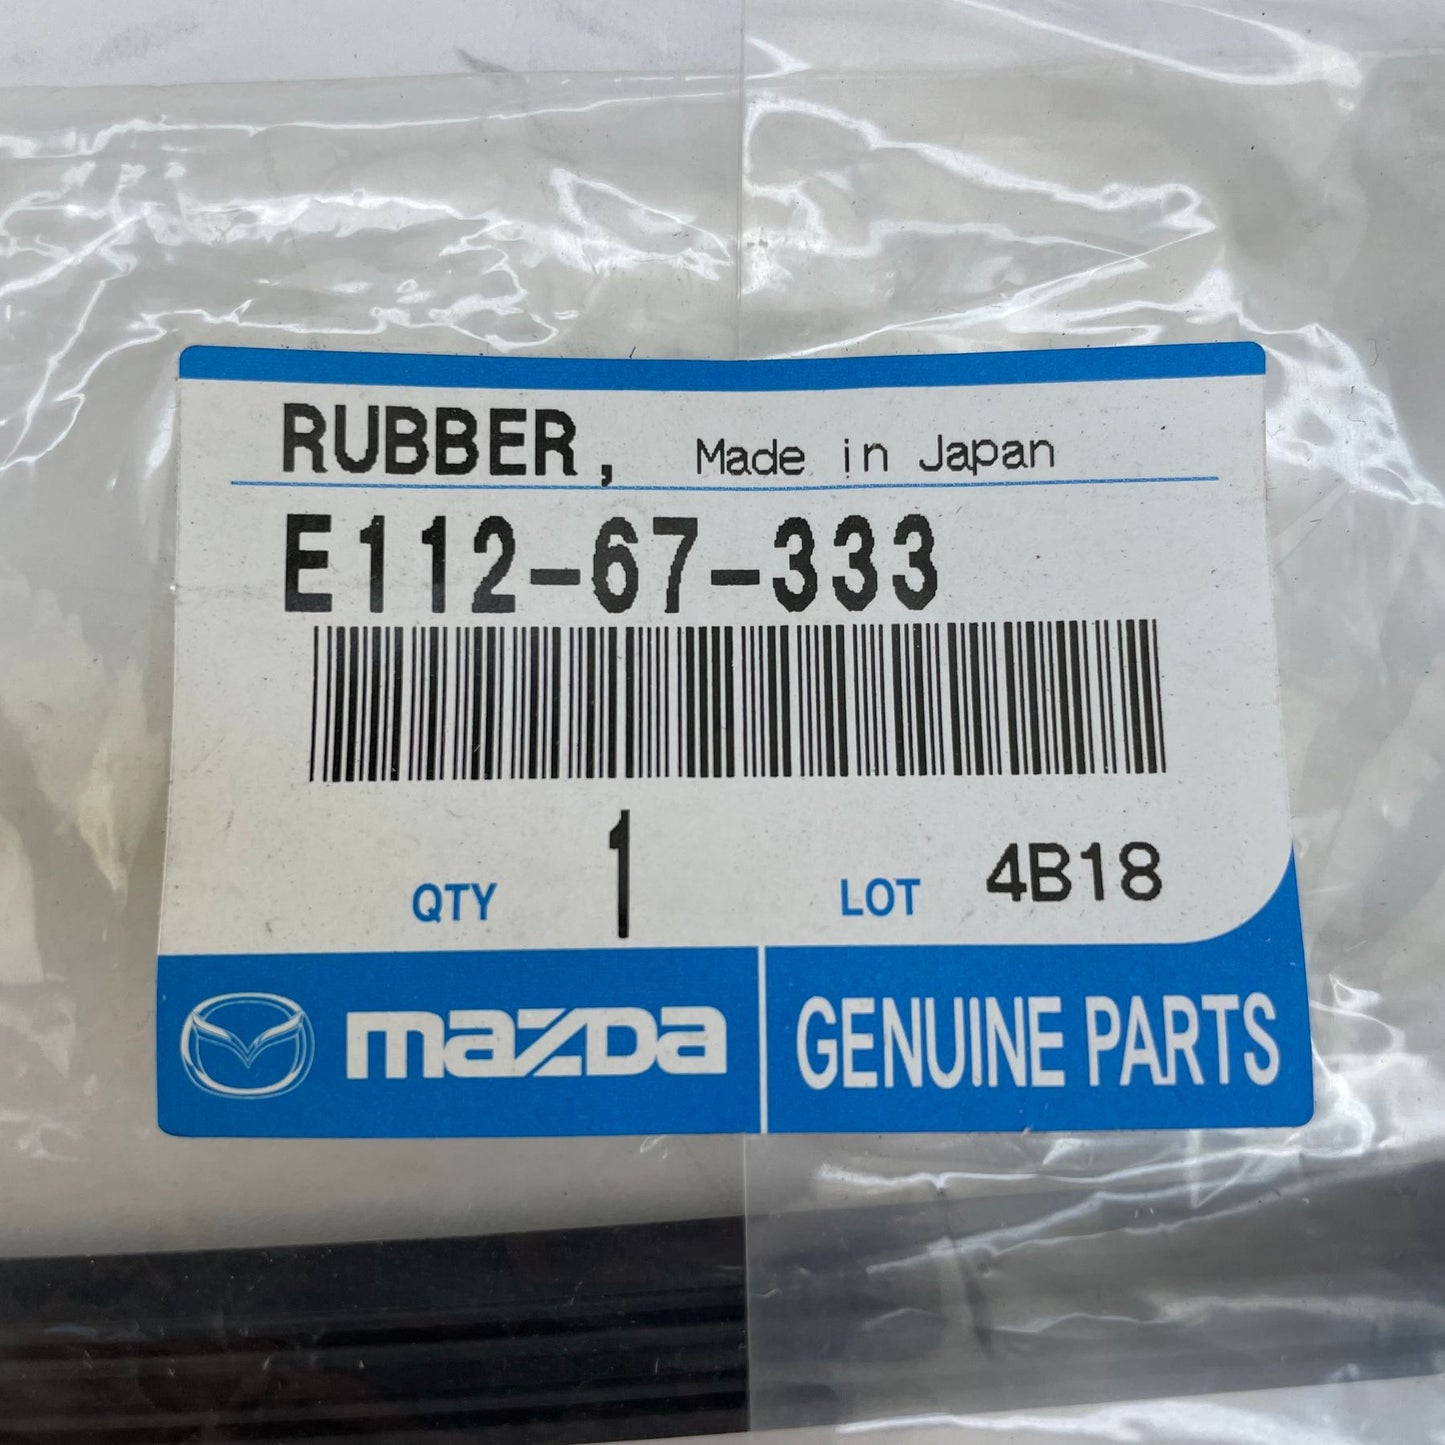 RUBBER, Made in Japan
E112-67-333
QTY 1 LOT 4B18
mazda GENUINE PARTS